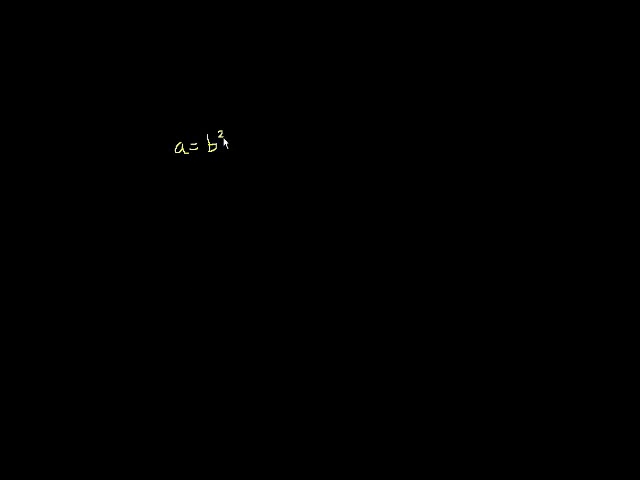 a = b²